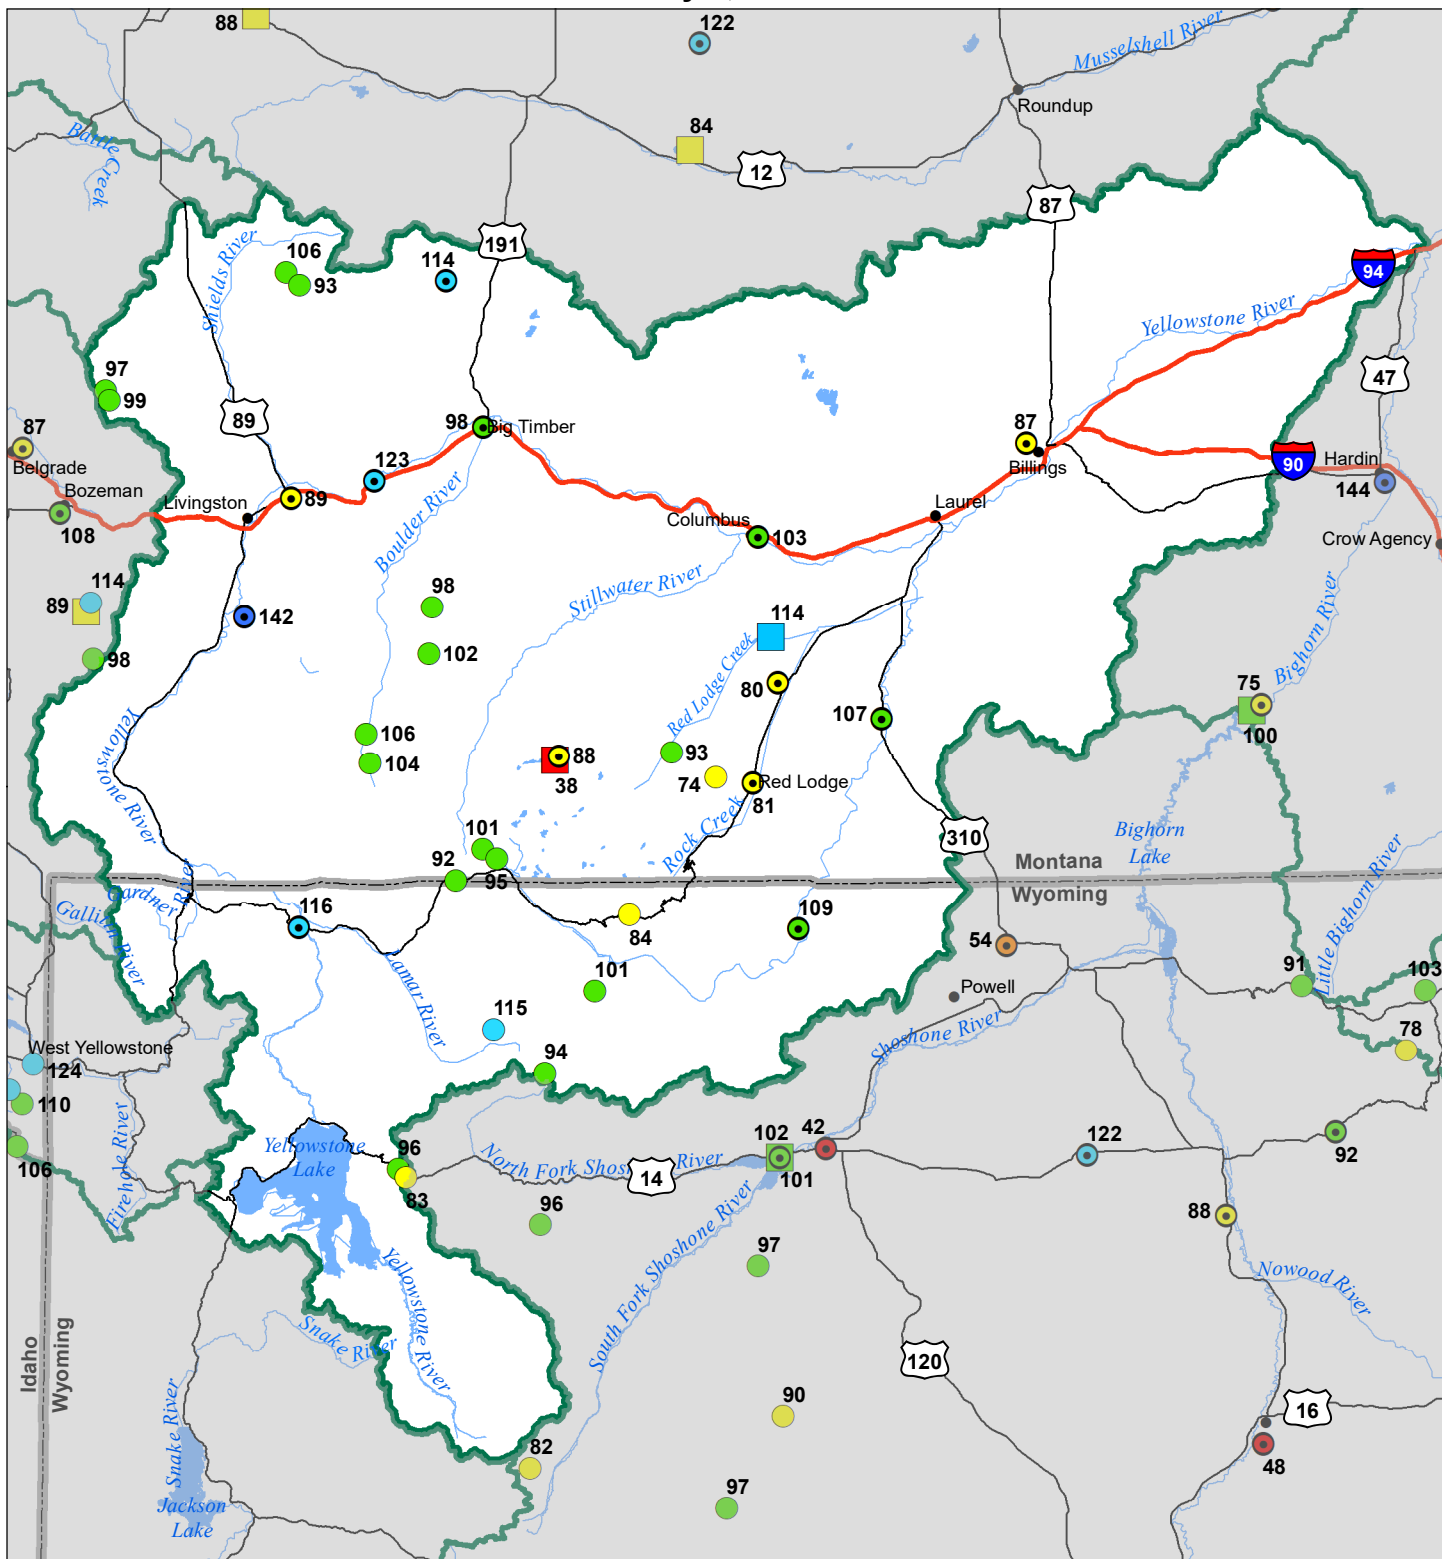 88
122
Musselshell River
Roundup
84
12
Battle
Creek
87
191
Shields River
106
93
114
94
Yellowstone River
97
99
47
89
87
Belgrade
98
Big Timber
87
Billings
90
Hardin
144
Bozeman
108
Livingston
89
123
Boulder River
Columbus
103
Laurel
Crow Agency
114
89
98
142
98
102
Stillwater River
114
Red Lodge Creek
80
107
Bighorn River
75
100
Yellowstone River
106
104
88
38
93
74
Red Lodge
81
Rock Creek
310
Bighorn
Lake
Montana
Wyoming
101
92
95
Gardner
River
Gallitin River
116
84
109
54
Powell
Lamar River
101
115
94
Little Bighorn River
91
103
78
Shoshone River
West Yellowstone
124
110
106
Firehole River
Yellowstone
Lake
96
83
North Fork Shoshone River
14
102
101
42
122
92
96
97
88
South Fork Shoshone River
Nowood River
Yellowstone River
Snake River
Idaho
Wyoming
120
16
90
48
82
97
Snake River
Jackson
Lake